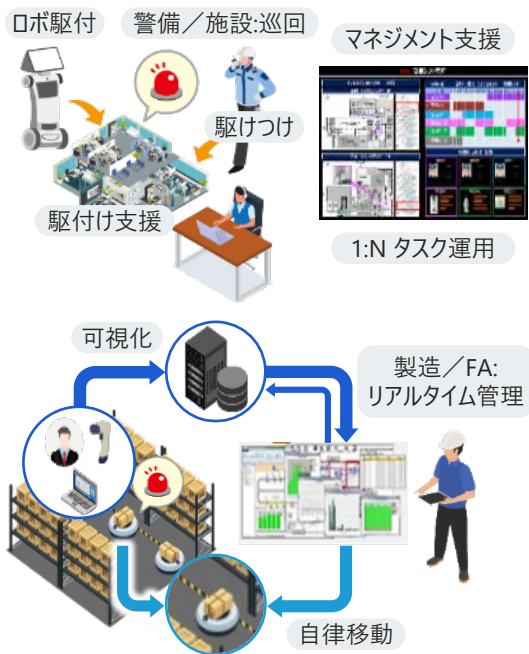 ロボ駆付
警備／施設:巡回
マネジメント支援
駆けつけ
駆付け支援
1:N タスク運用
可視化
製造／FA:
リアルタイム管理
自律移動